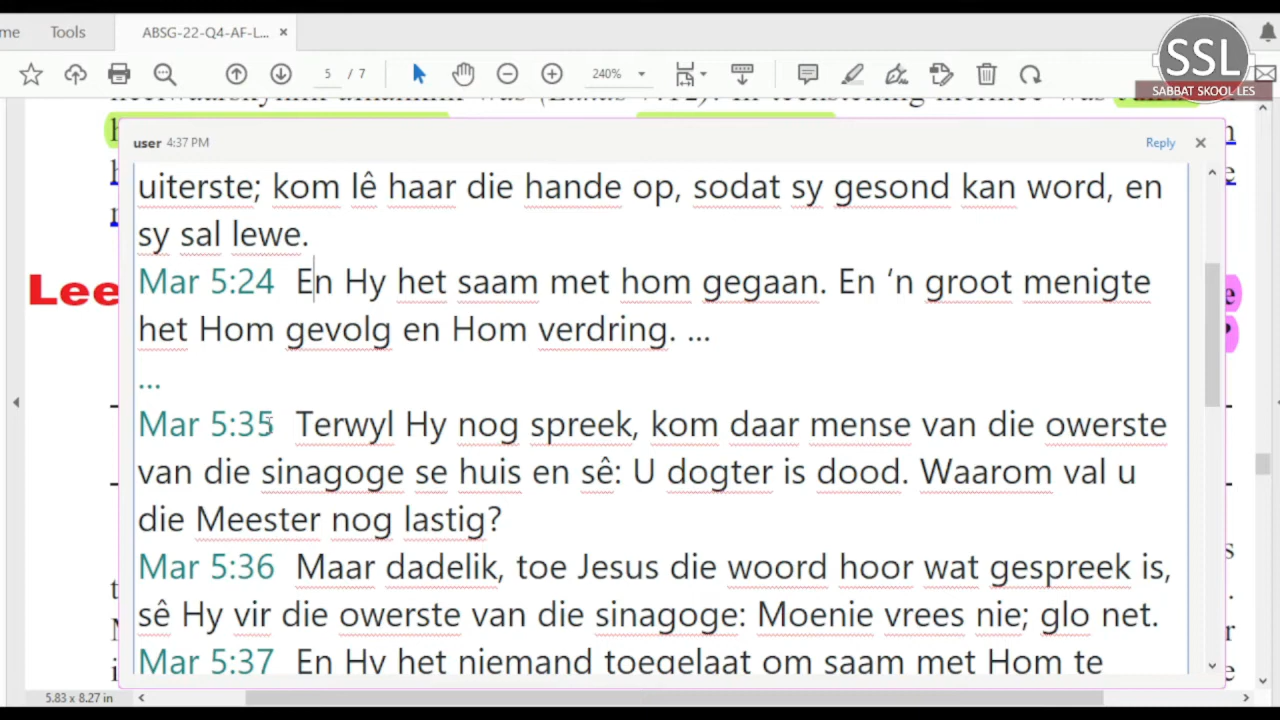 me Tools ABSG-22-Q4-AF-L... ×
SSL
SABBAT SKOOL LES
5 / 7 240%
user 4:37 PM Reply
uiterste; kom lê haar die hande op, sodat sy gesond kan word, en
sy sal lewe.
Mar 5:24 En Hy het saam met hom gegaan. En ‘n groot menigte
het Hom gevolg en Hom verdring. ...
...
Mar 5:35 Terwyl Hy nog spreek, kom daar mense van die owerste
van die sinagoge se huis en sê: U dogter is dood. Waarom val u
die Meester nog lastig?
Mar 5:36 Maar dadelik, toe Jesus die woord hoor wat gespreek is,
sê Hy vir die owerste van die sinagoge: Moenie vrees nie; glo net.
Mar 5:37 En Hy het niemand toegelaat om saam met Hom te
Lee
5.83 x 8.27 in